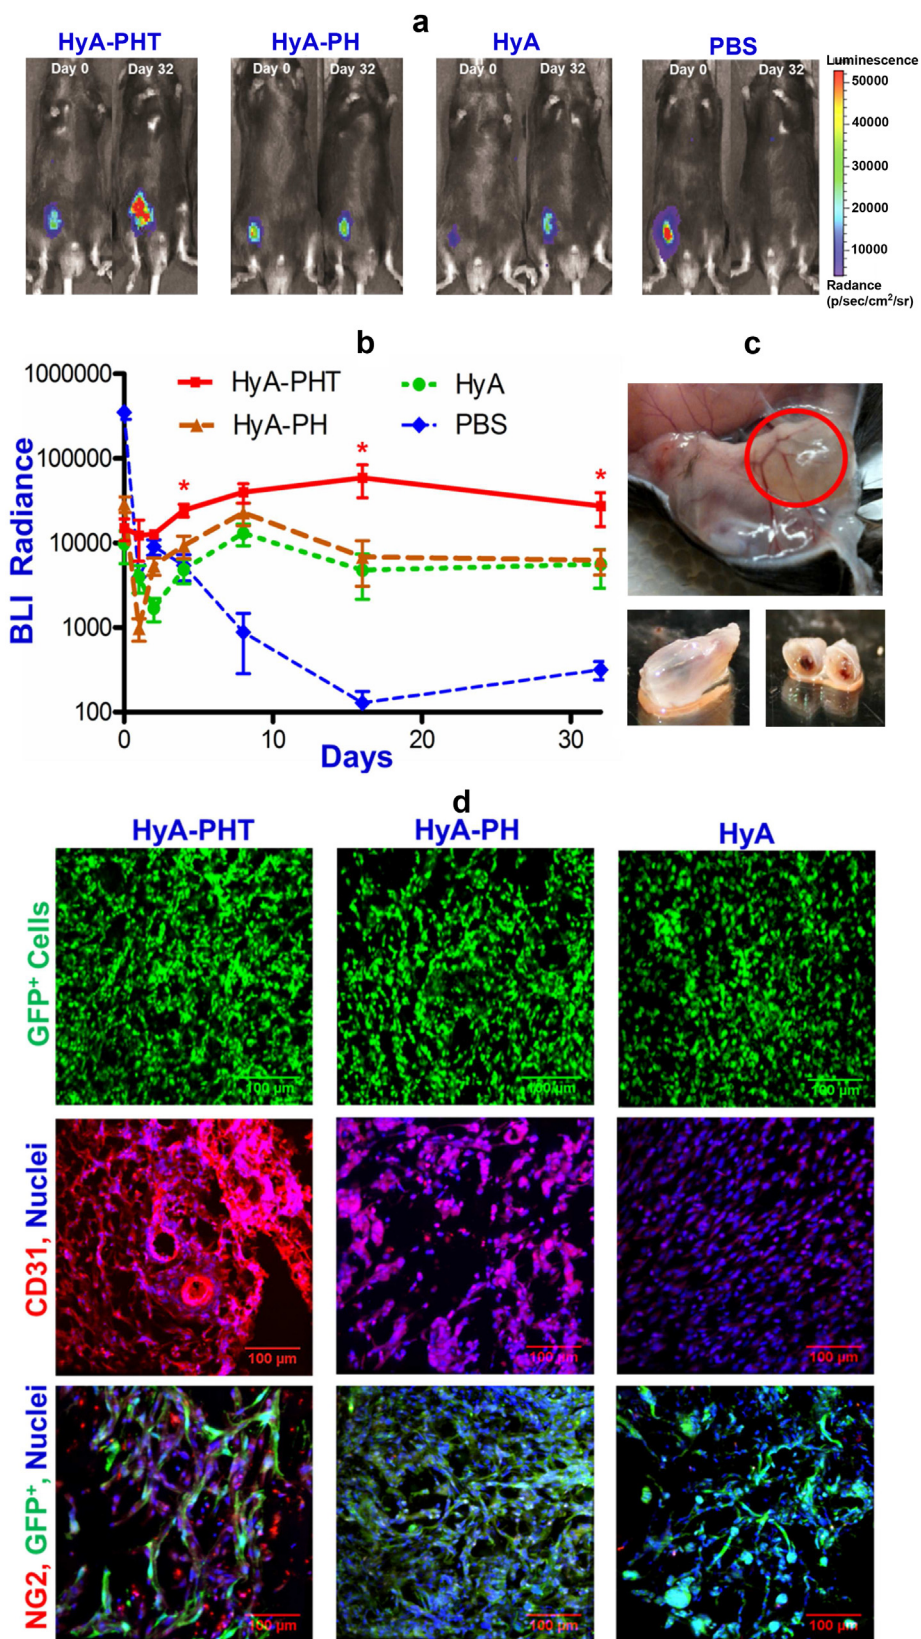 a
HyA-PHT HyA-PH HyA PBS
Day 0 Day 32 Day 0 Day 32 Day 0 Day 32 Day 0 Day 32
Luminescence
50000
40000
30000
20000
10000
Radance
(p/sec/cm²/sr)
b
c
BLI Radiance
1000000
100000
10000
1000
100
HyA-PHT HyA
HyA-PH PBS
*
*
*
0 10 20 30
Days
d
HyA-PHT HyA-PH HyA
GFP⁺ Cells
100 µm 100 µm 100 µm
CD31, Nuclei
100 µm 100 µm 100 µm
NG2, GFP⁺, Nuclei
100 µm 100 µm 100 µm